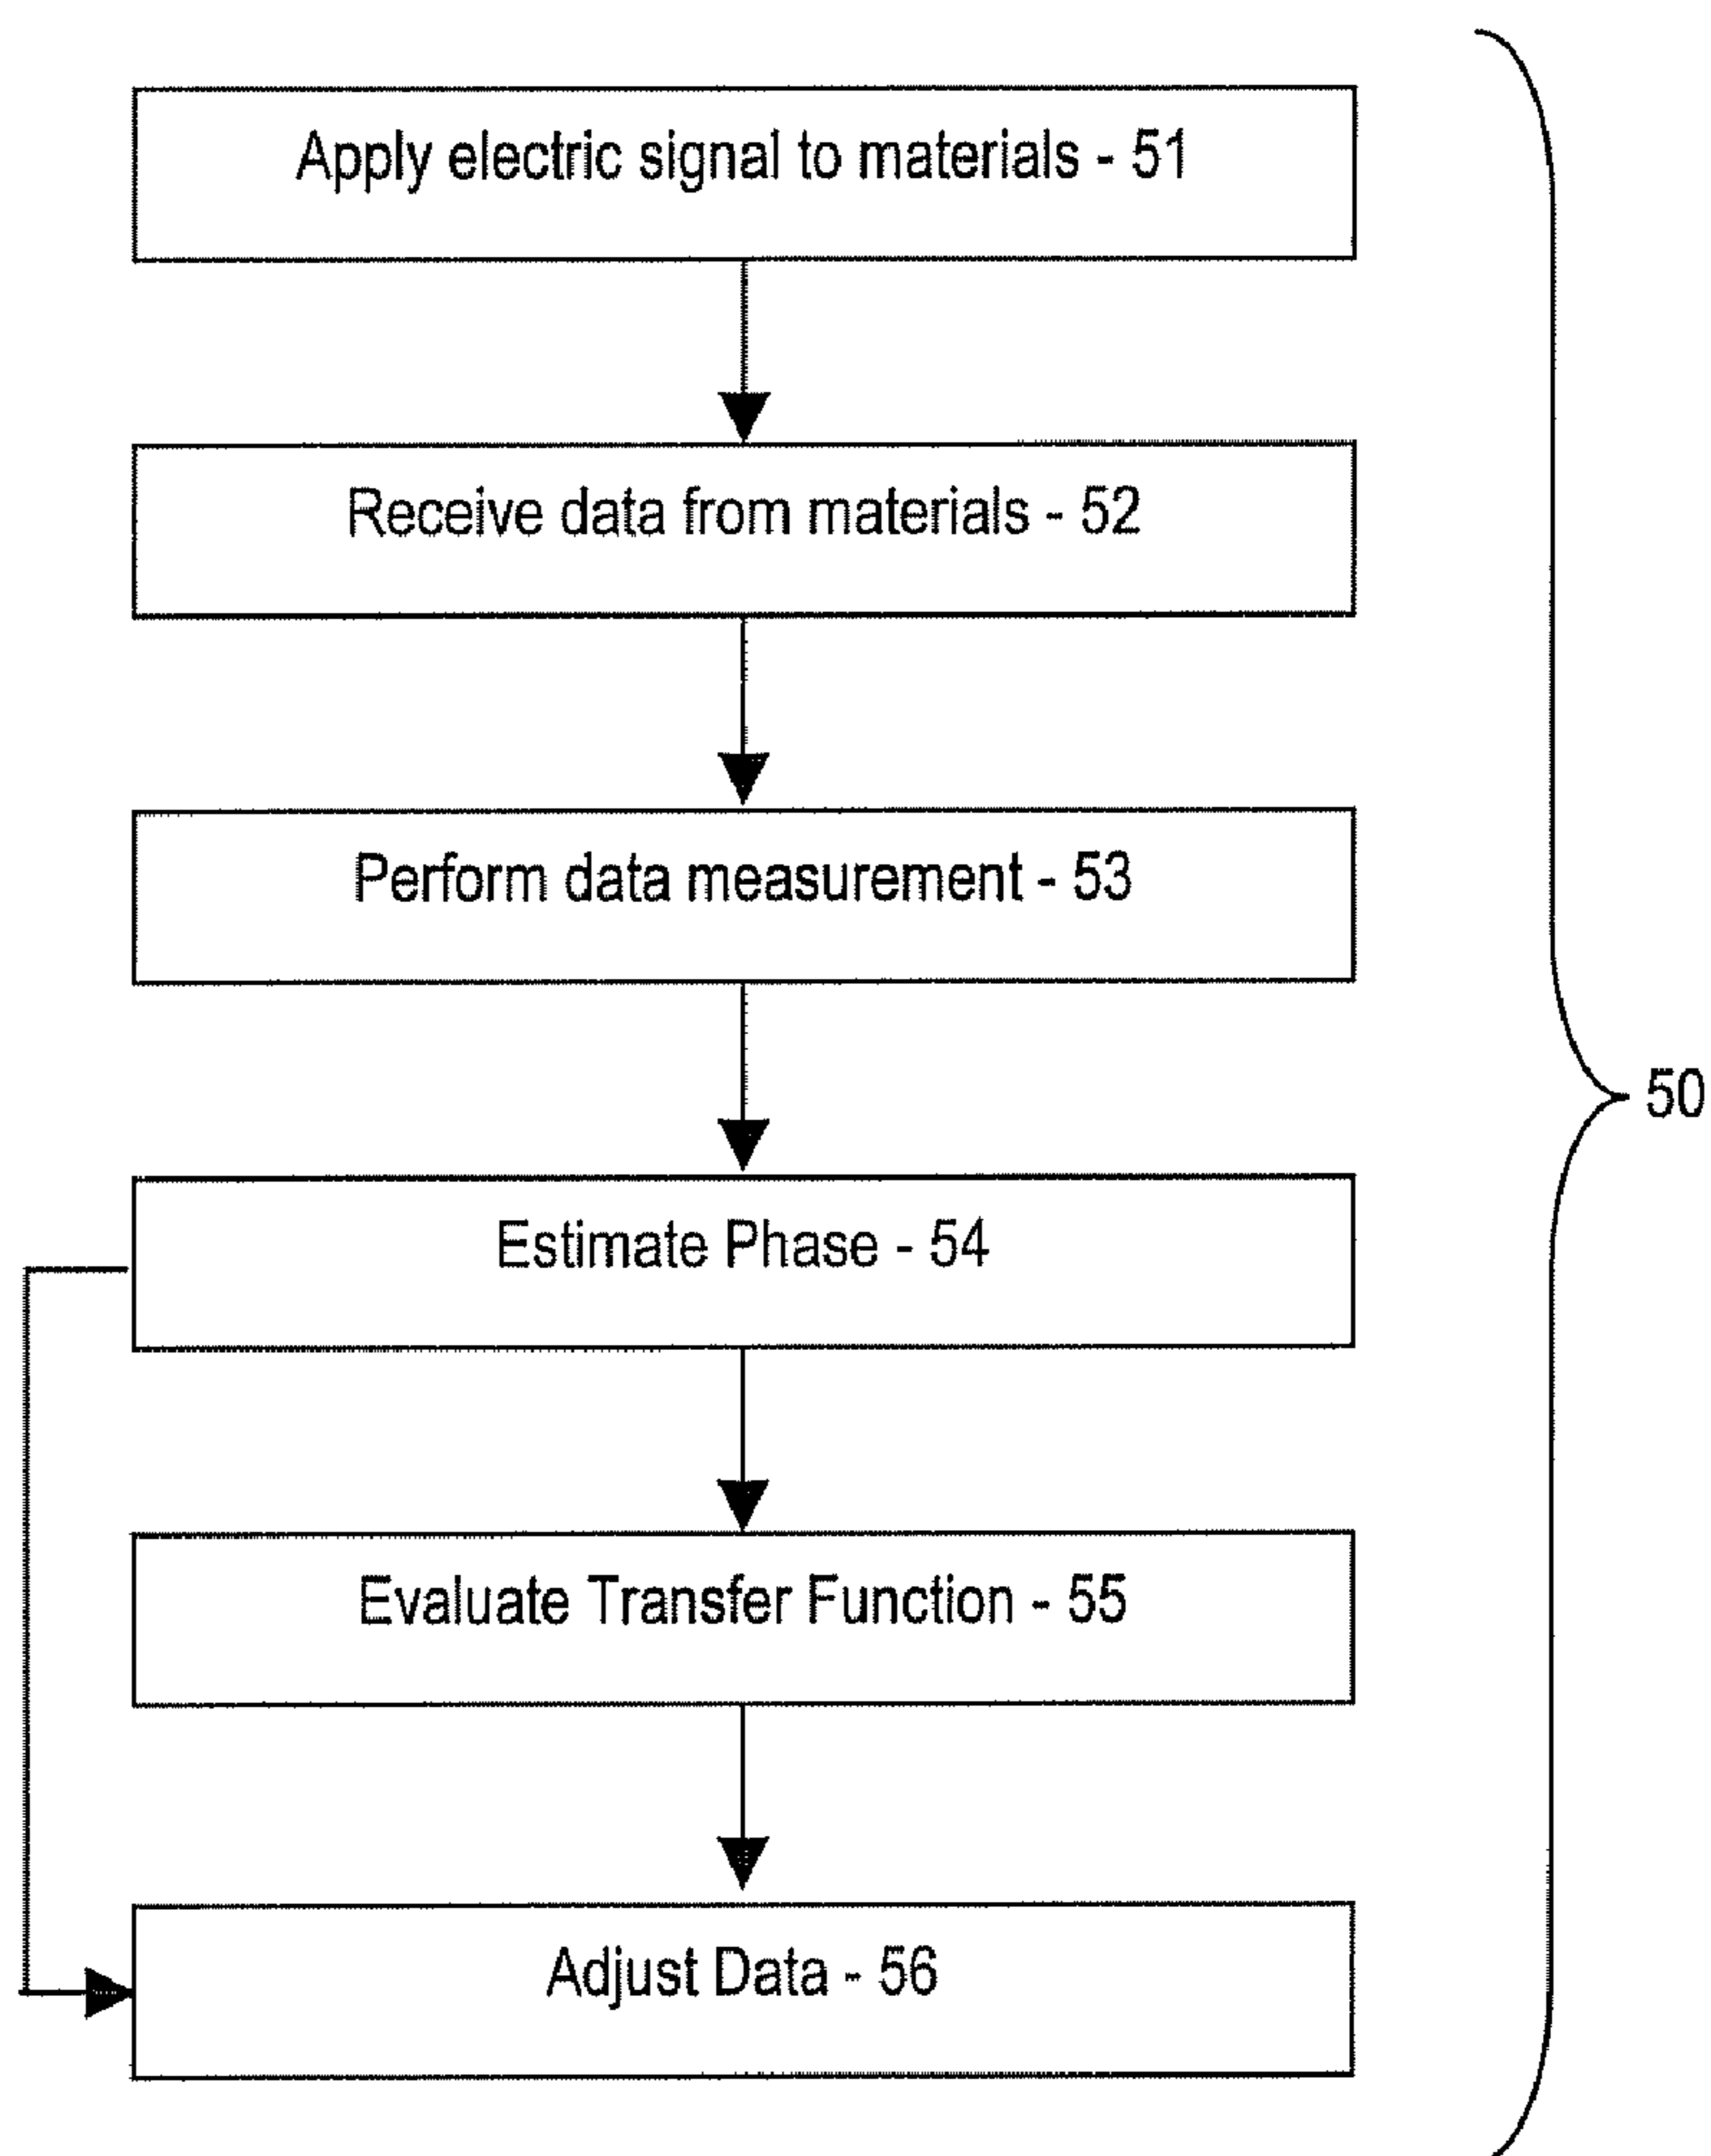 Apply electric signal to materials - 51
Receive data from materials - 52
Perform data measurement - 53
50
Estimate Phase - 54
Evaluate Transfer Function - 55
Adjust Data - 56